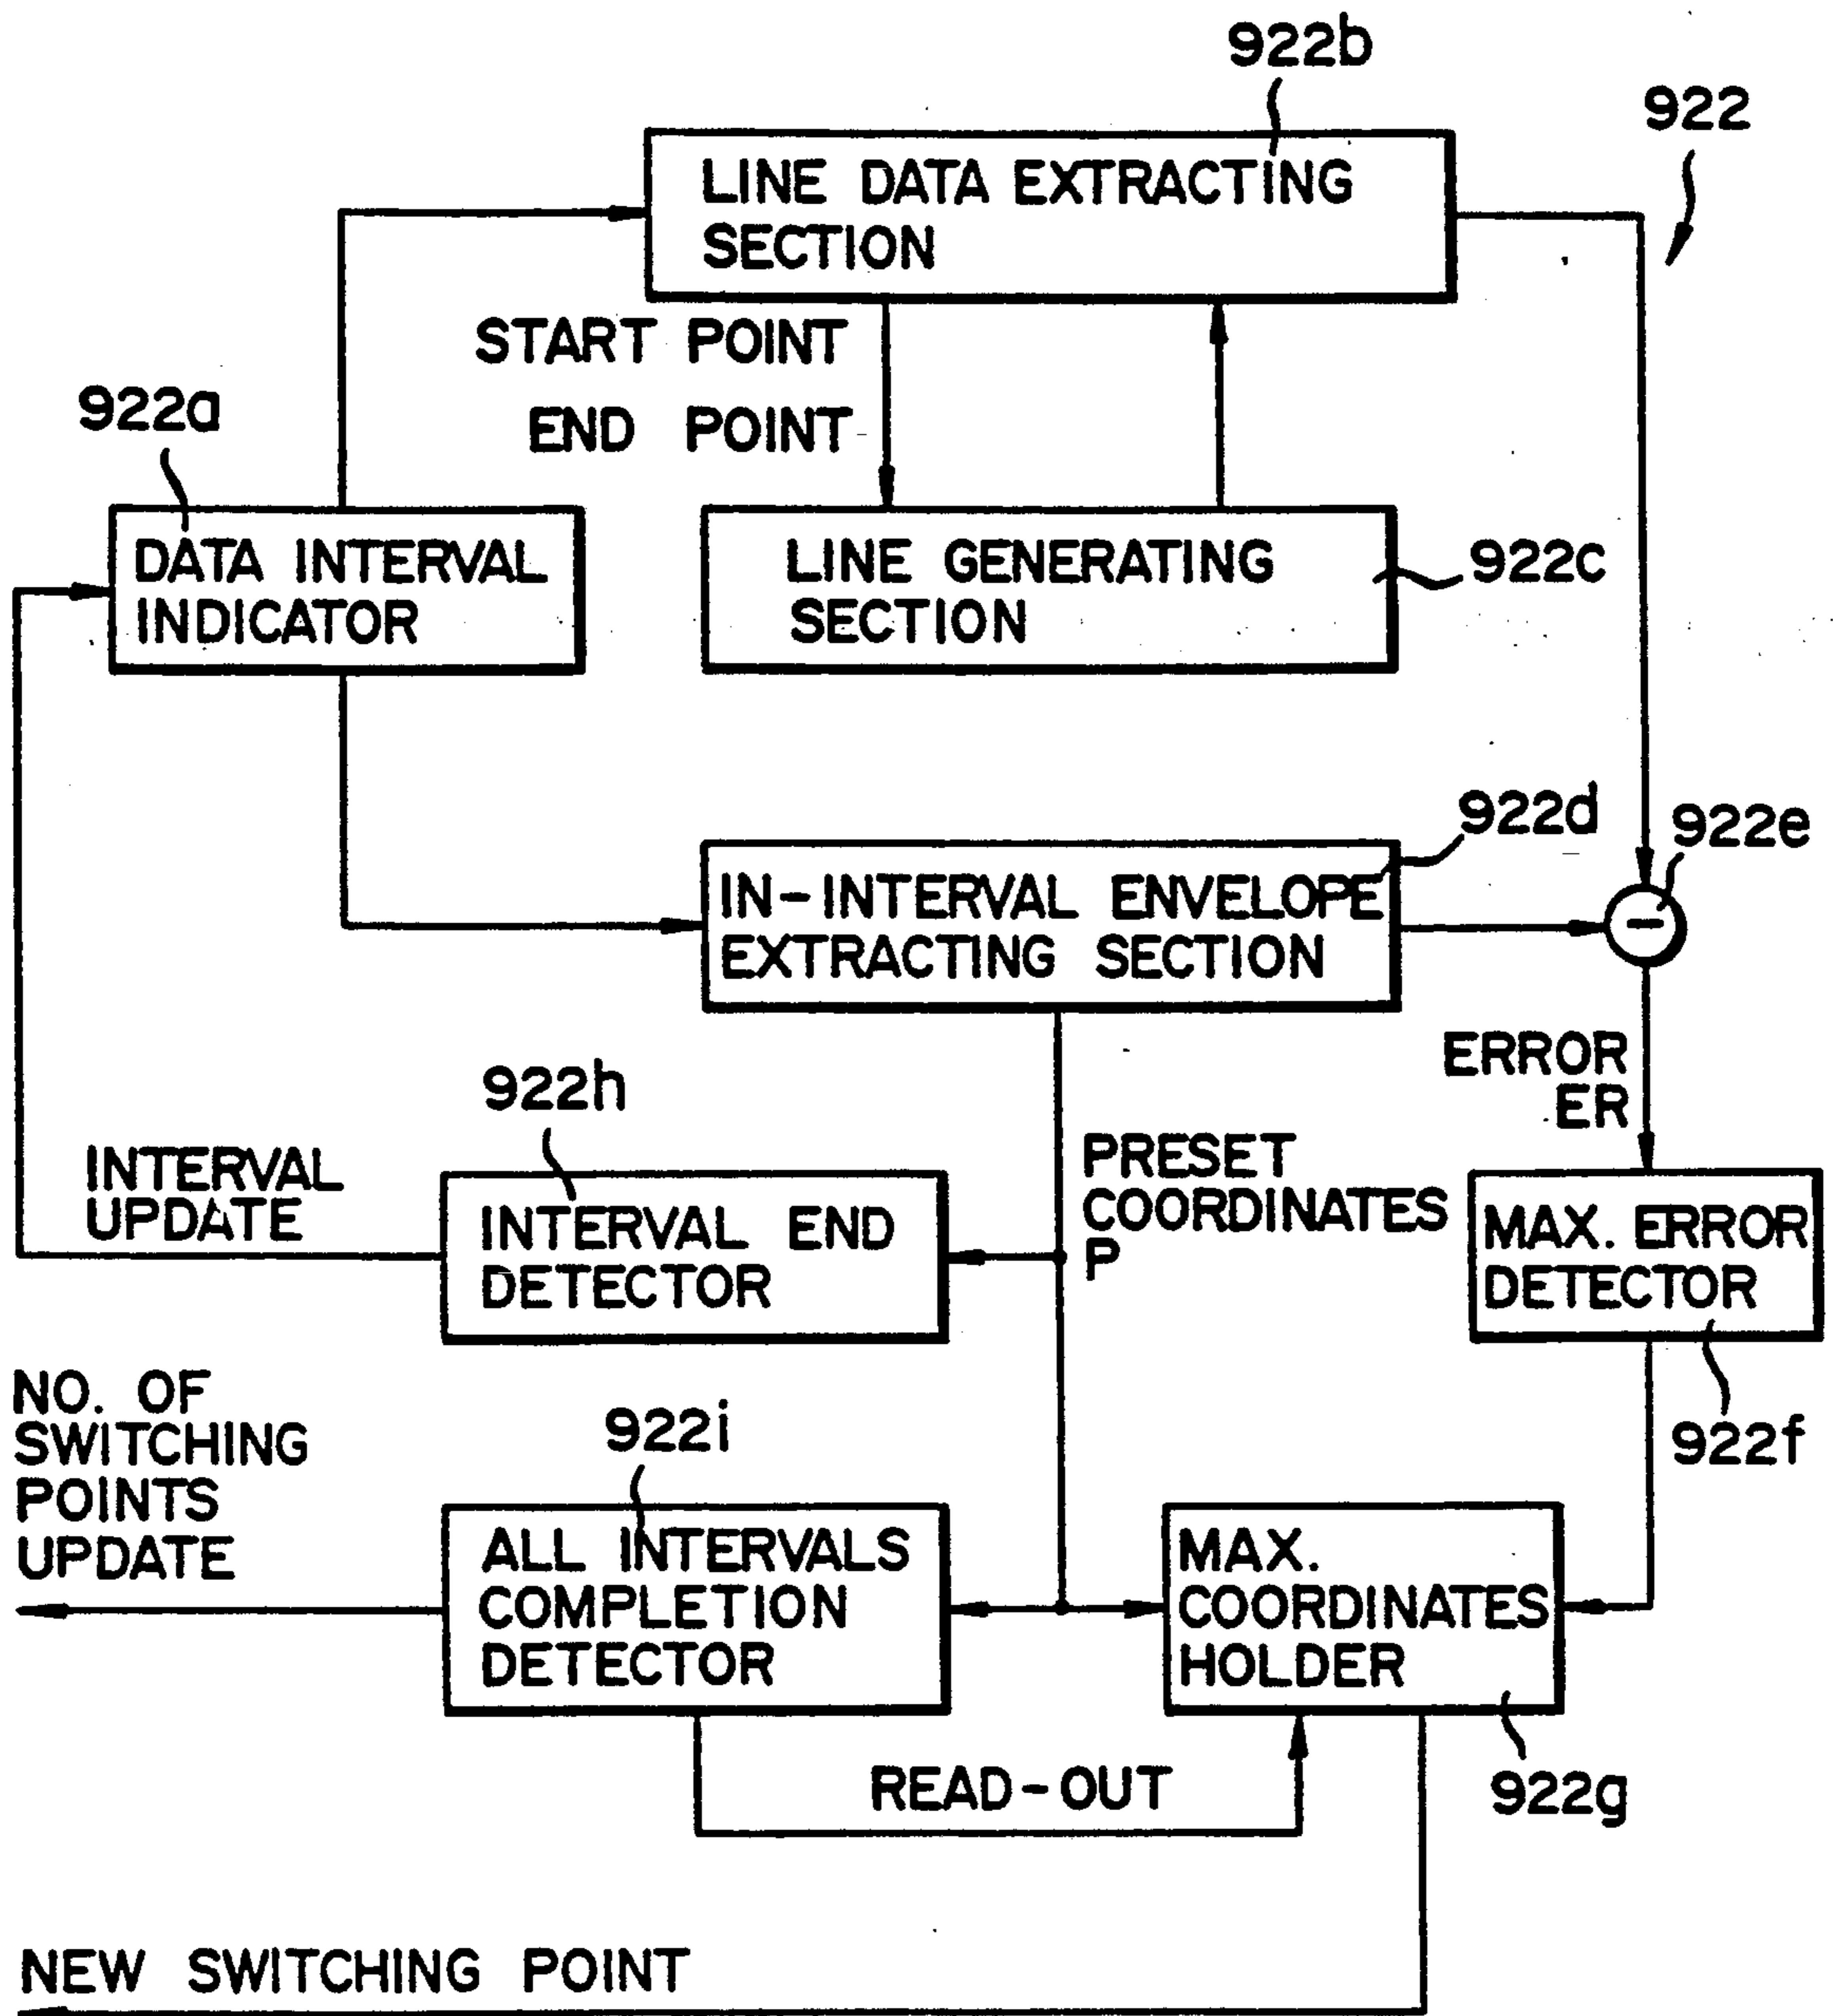 922b
922
LINE DATA EXTRACTING
SECTION
START POINT
END POINT
922a
DATA INTERVAL
INDICATOR
LINE GENERATING
SECTION
922c
922d
922e
IN-INTERVAL ENVELOPE
EXTRACTING SECTION
-
ERROR
ER
922h
INTERVAL
UPDATE
INTERVAL END
DETECTOR
PRESET
COORDINATES
P
MAX. ERROR
DETECTOR
922f
NO. OF
SWITCHING
POINTS
UPDATE
922i
ALL INTERVALS
COMPLETION
DETECTOR
MAX.
COORDINATES
HOLDER
READ-OUT
922g
NEW SWITCHING POINT